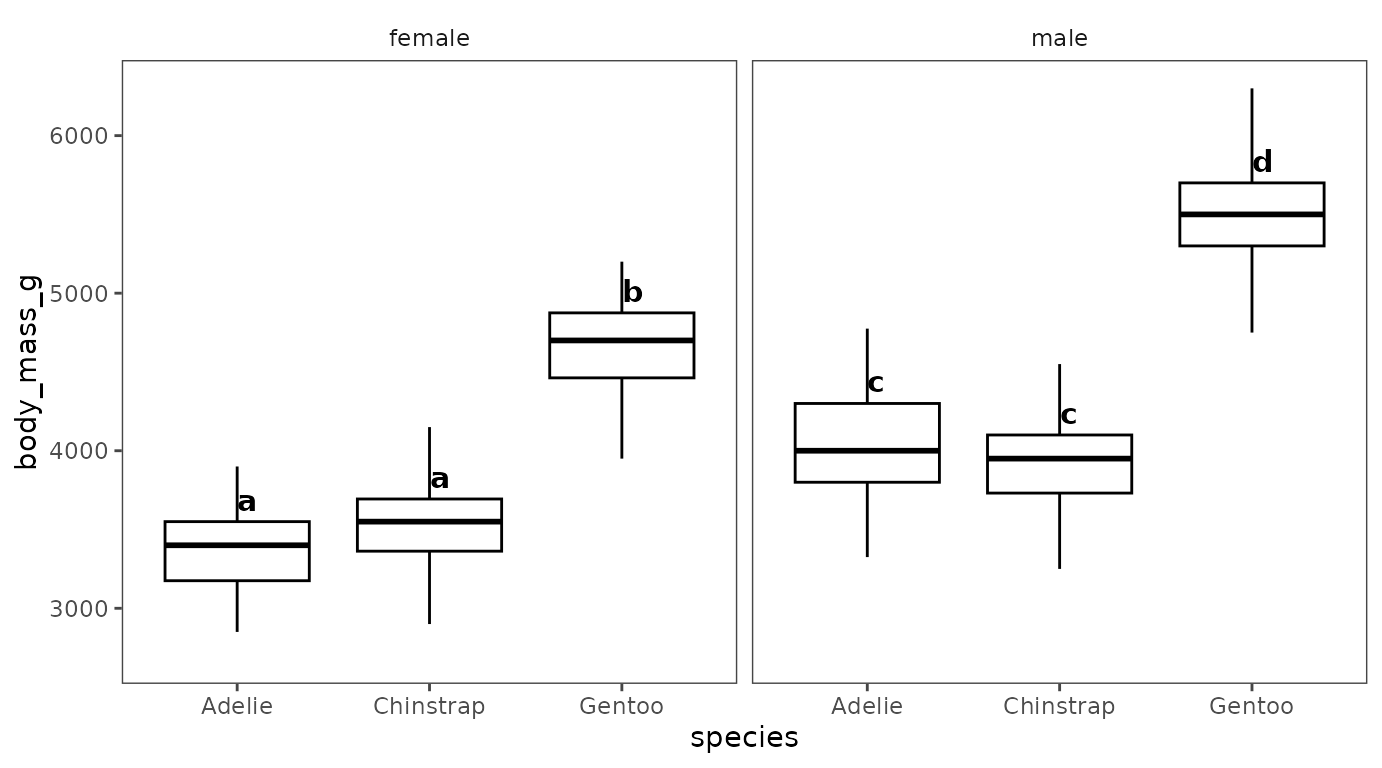 female
male
body_mass_g
6000
5000
4000
3000
a
a
b
c
c
d
Adelie
Chinstrap
Gentoo
Adelie
Chinstrap
Gentoo
species